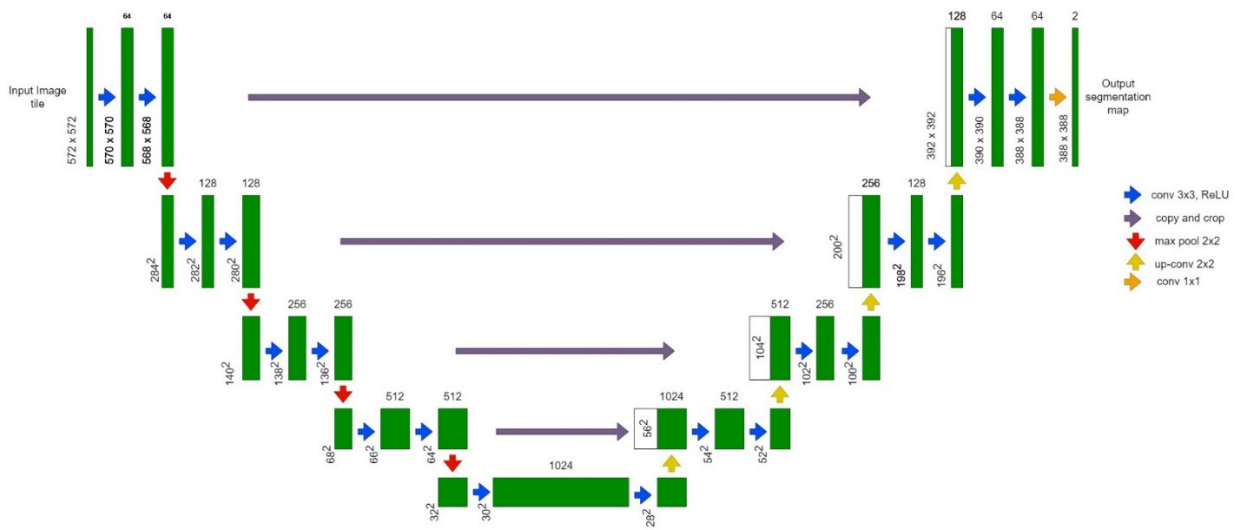 64
64
Input Image
tile
572 x 572
570 x 570
568 x 568
128
64
64
2
392 x 392
390 x 390
388 x 388
388 x 388
Output
segmentation
map
128
128
284²
282²
280²
256
128
200²
198²
196²
conv 3x3, ReLU
copy and crop
max pool 2x2
up-conv 2x2
conv 1x1
256
256
140²
138²
136²
512
256
104²
102²
100²
512
512
68²
66²
64²
1024
512
56²
54²
52²
1024
32²
30²
28²